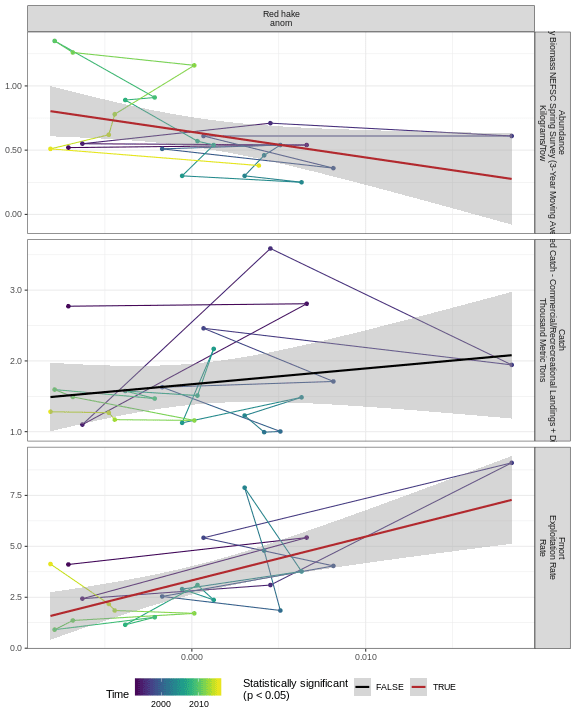 Red hake
anom
1.00
0.50
0.00
Abundance
Biomass NEFSC Spring Survey (3-Year Moving
Kilograms/Tow
3.0
2.0
1.0
Catch
Catch - Commercial/Recreational Landings +
Thousand Metric Tons
7.5
5.0
2.5
0.0
Fmort
Exploitation Rate
Rate
0.000
0.010
Time
2000
2010
Statistically significant
(p < 0.05)
FALSE
TRUE